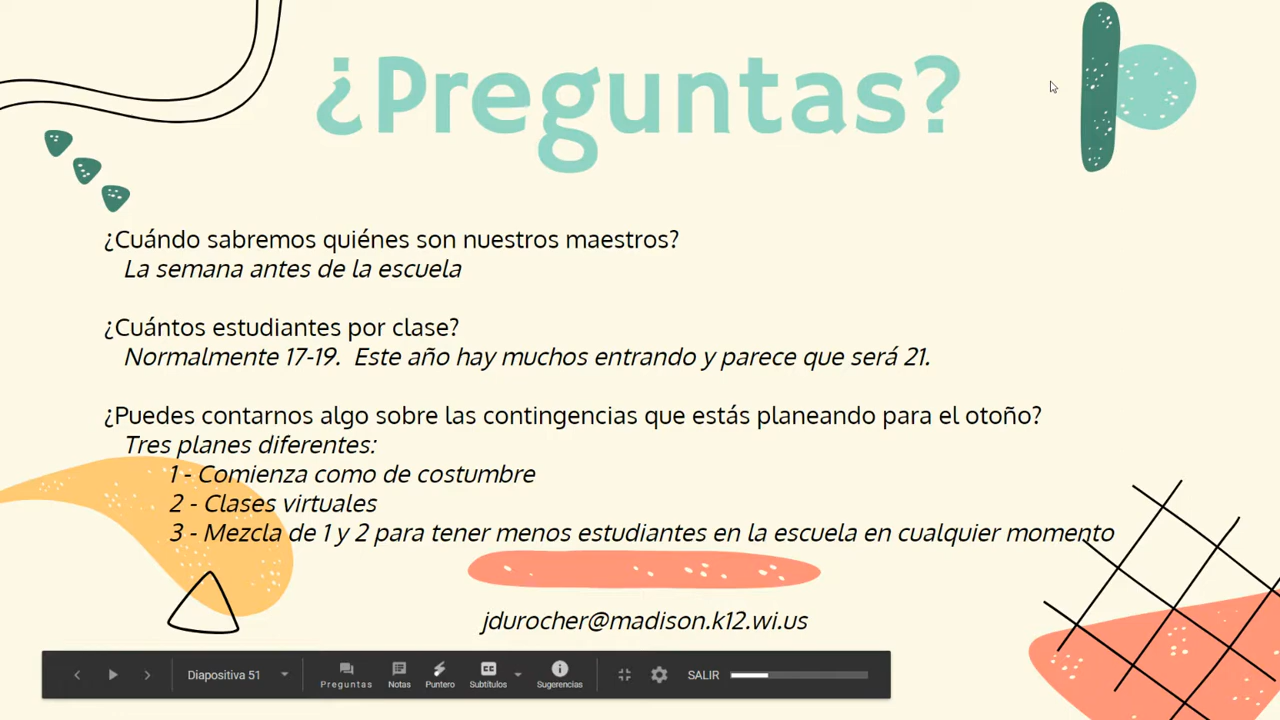 ¿Preguntas?
¿Cuándo sabremos quiénes son nuestros maestros?
La semana antes de la escuela
¿Cuántos estudiantes por clase?
Normalmente 17-19. Este año hay muchos entrando y parece que será 21.
¿Puedes contarnos algo sobre las contingencias que estás planeando para el otoño?
Tres planes diferentes:
1 - Comienza como de costumbre
2 - Clases virtuales
3 - Mezcla de 1 y 2 para tener menos estudiantes en la escuela en cualquier momento
jdurocher@madison.k12.wi.us
Diapositiva 51
Preguntas
Notas
Puntero
CC
Subtítulos
Sugerencias
SALIR